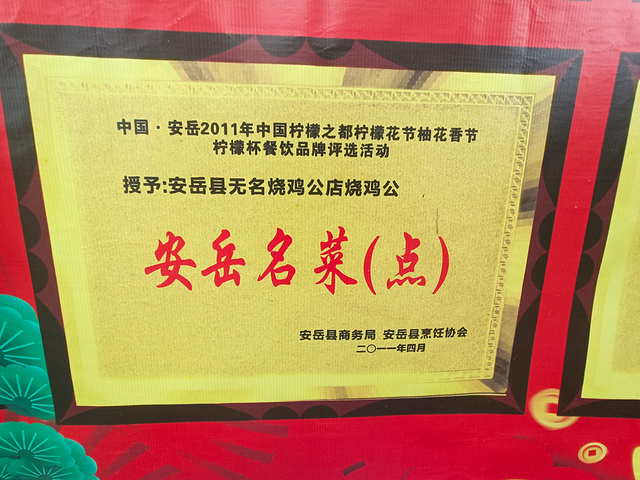 中国·安岳2011年中国柠檬之都柠檬花节柚花香节
柠檬杯餐饮品牌评选活动
授予:安岳县无名烧鸡公店烧鸡公
安岳名菜(点)
安岳县商务局 安岳县烹饪协会
二〇一一年四月